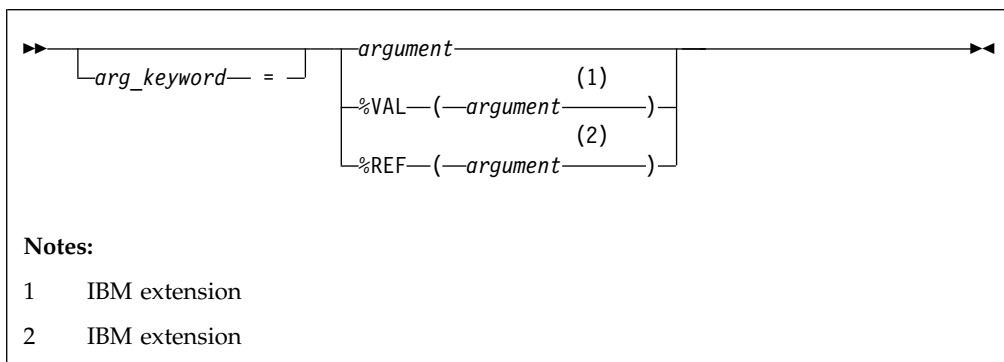 argument
arg_keyword =
(1)
%VAL ( argument )
(2)
%REF ( argument )
Notes:
1 IBM extension
2 IBM extension